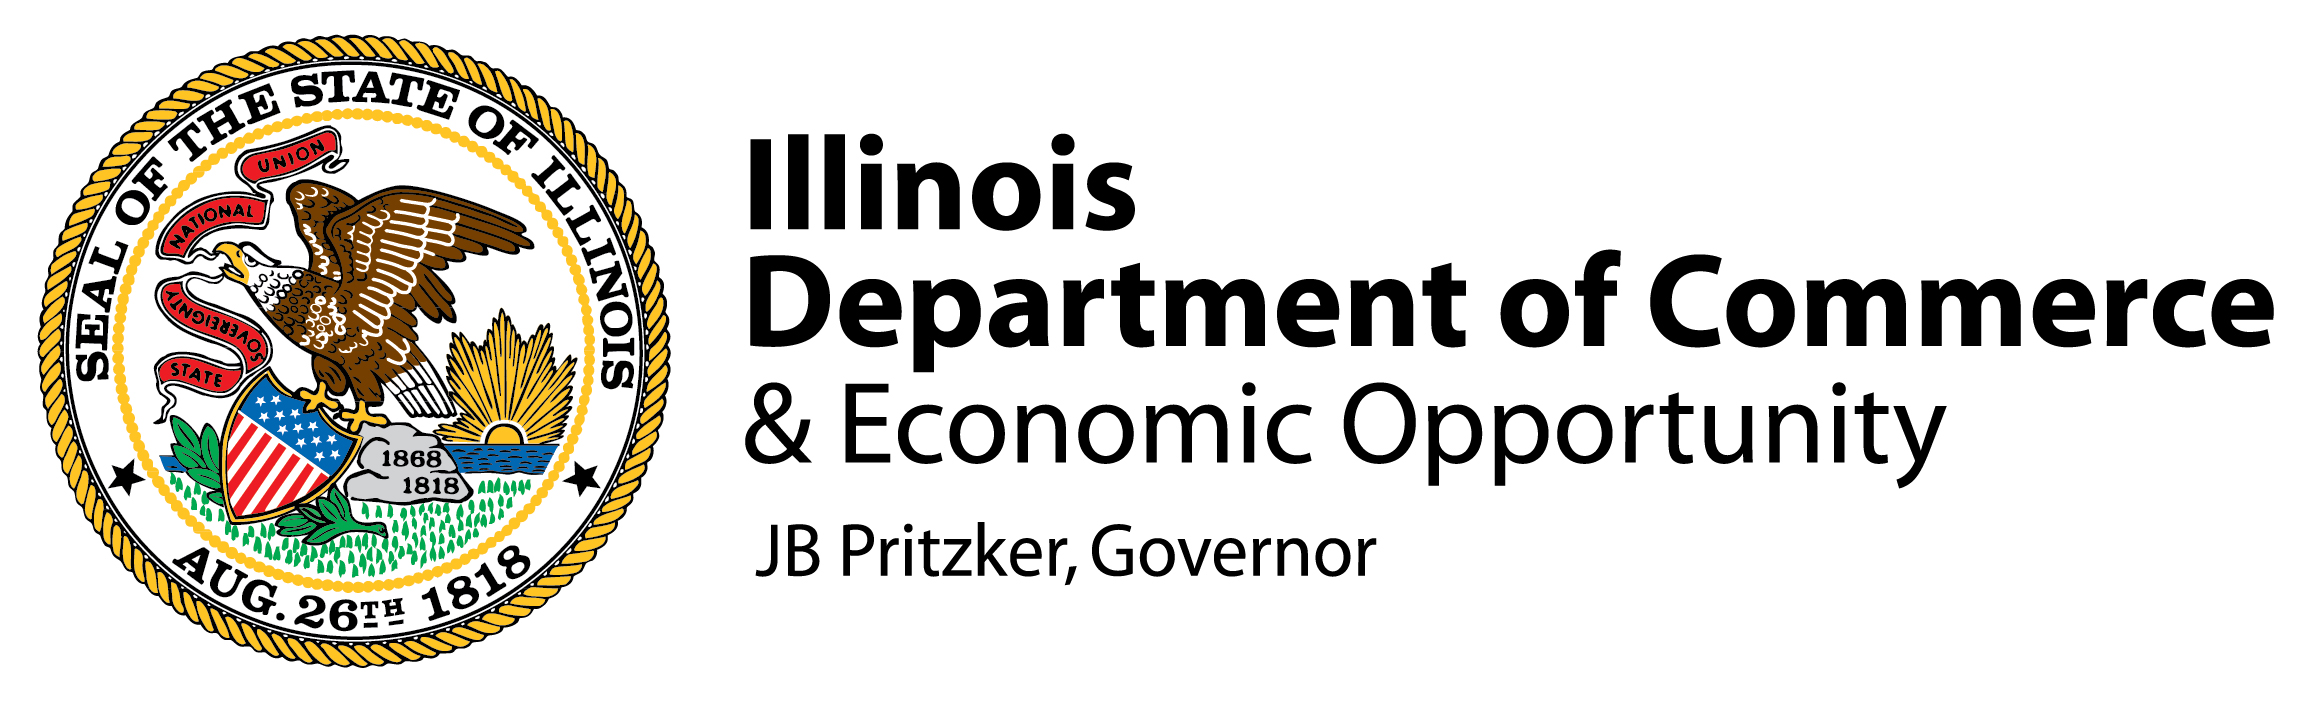 SEAL OF THE STATE OF ILLINOIS
UNION
NATIONAL
SOVEREIGNTY
STATE
1868
1818
AUG. 26TH 1818
Illinois
Department of Commerce
& Economic Opportunity
JB Pritzker, Governor